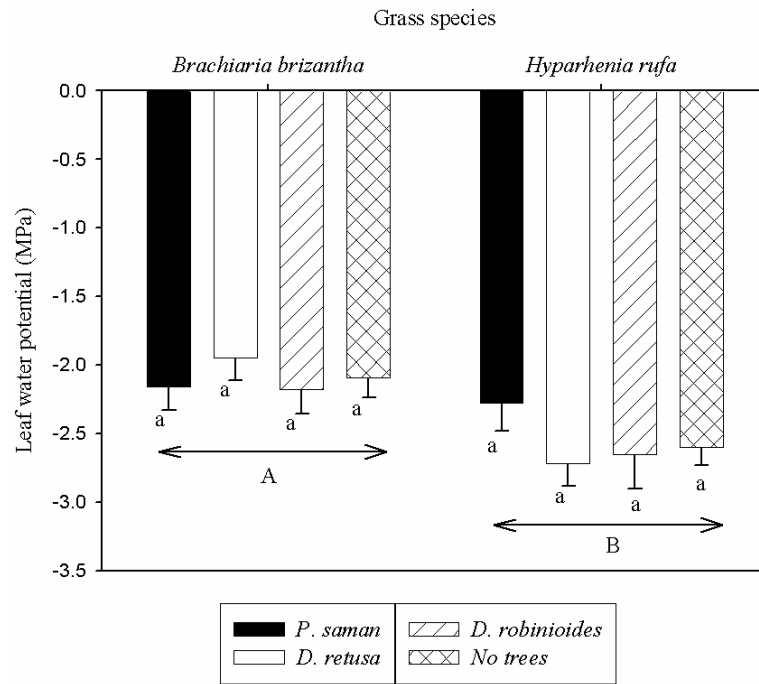 Grass species
Brachiaria brizantha Hyparhenia rufa
Leaf water potential (MPa)
0.0
-0.5
-1.0
-1.5
-2.0
-2.5
-3.0
-3.5
a a a a
A
a a a a
B
P. saman D. robinioides
D. retusa No trees